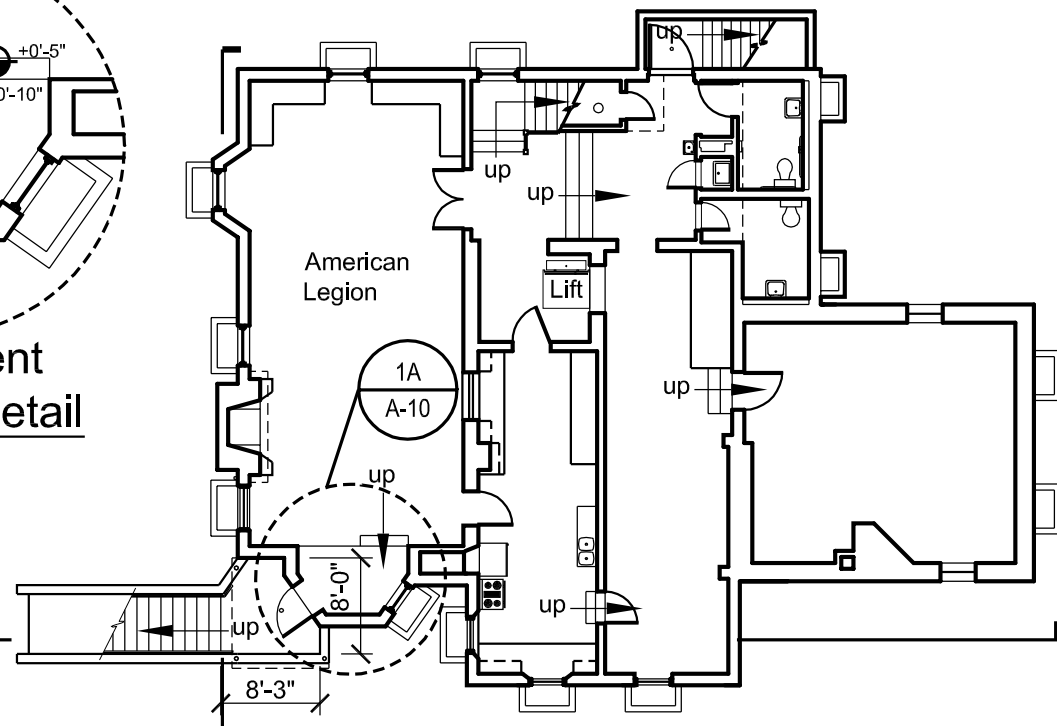 +0'-5"
0'-10"
ent
etail
up
up
up
American
Legion
Lift
1A
A-10
up
up
up
8'-0"
up
8'-3"